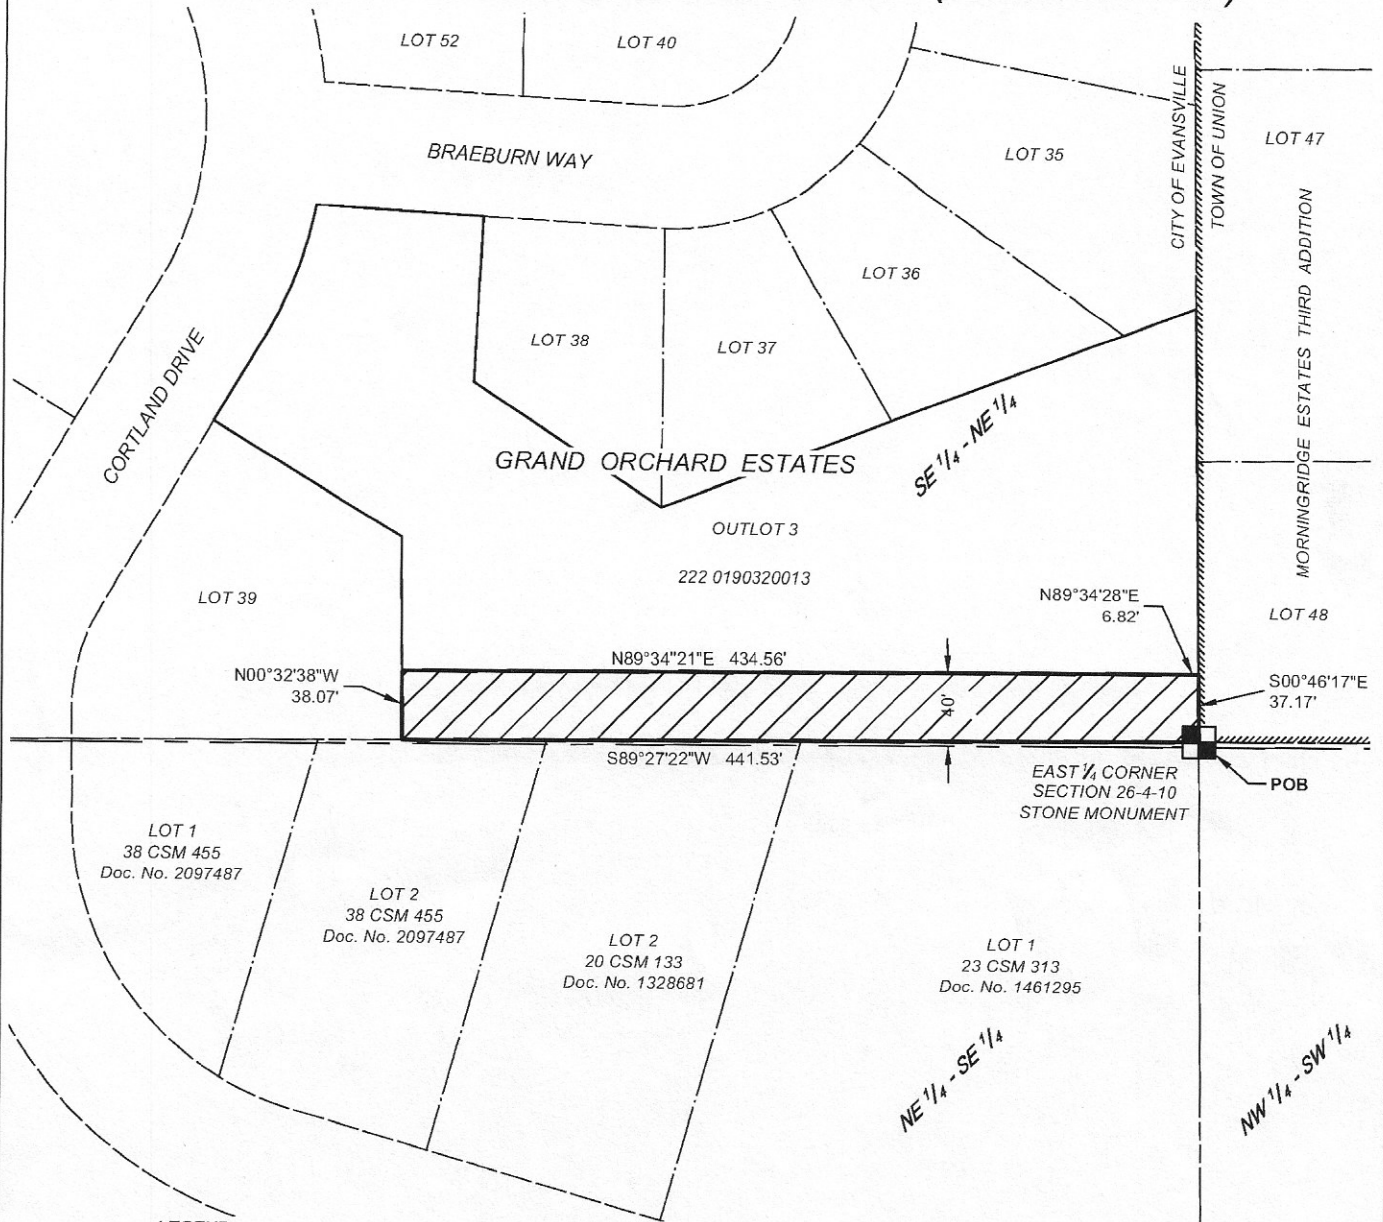 LOT 52
LOT 40
BRAEBURN WAY
CITY OF EVANSVILLE
TOWN OF UNION
LOT 47
LOT 35
LOT 36
MORNINGRIDGE ESTATES THIRD ADDITION
LOT 38
LOT 37
CORTLAND DRIVE
SE 1/4 - NE 1/4
GRAND ORCHARD ESTATES
OUTLOT 3
222 0190320013
LOT 39
N89°34'28"E
6.82'
LOT 48
N89°34'21"E 434.56'
N00°32'38"W
38.07'
40'
S00°46'17"E
37.17'
S89°27'22"W 441.53'
EAST 1/4 CORNER
SECTION 26-4-10
STONE MONUMENT
POB
LOT 1
38 CSM 455
Doc. No. 2097487
LOT 2
38 CSM 455
Doc. No. 2097487
LOT 2
20 CSM 133
Doc. No. 1328681
LOT 1
23 CSM 313
Doc. No. 1461295
NE 1/4 - SE 1/4
NW 1/4 - SW 1/4